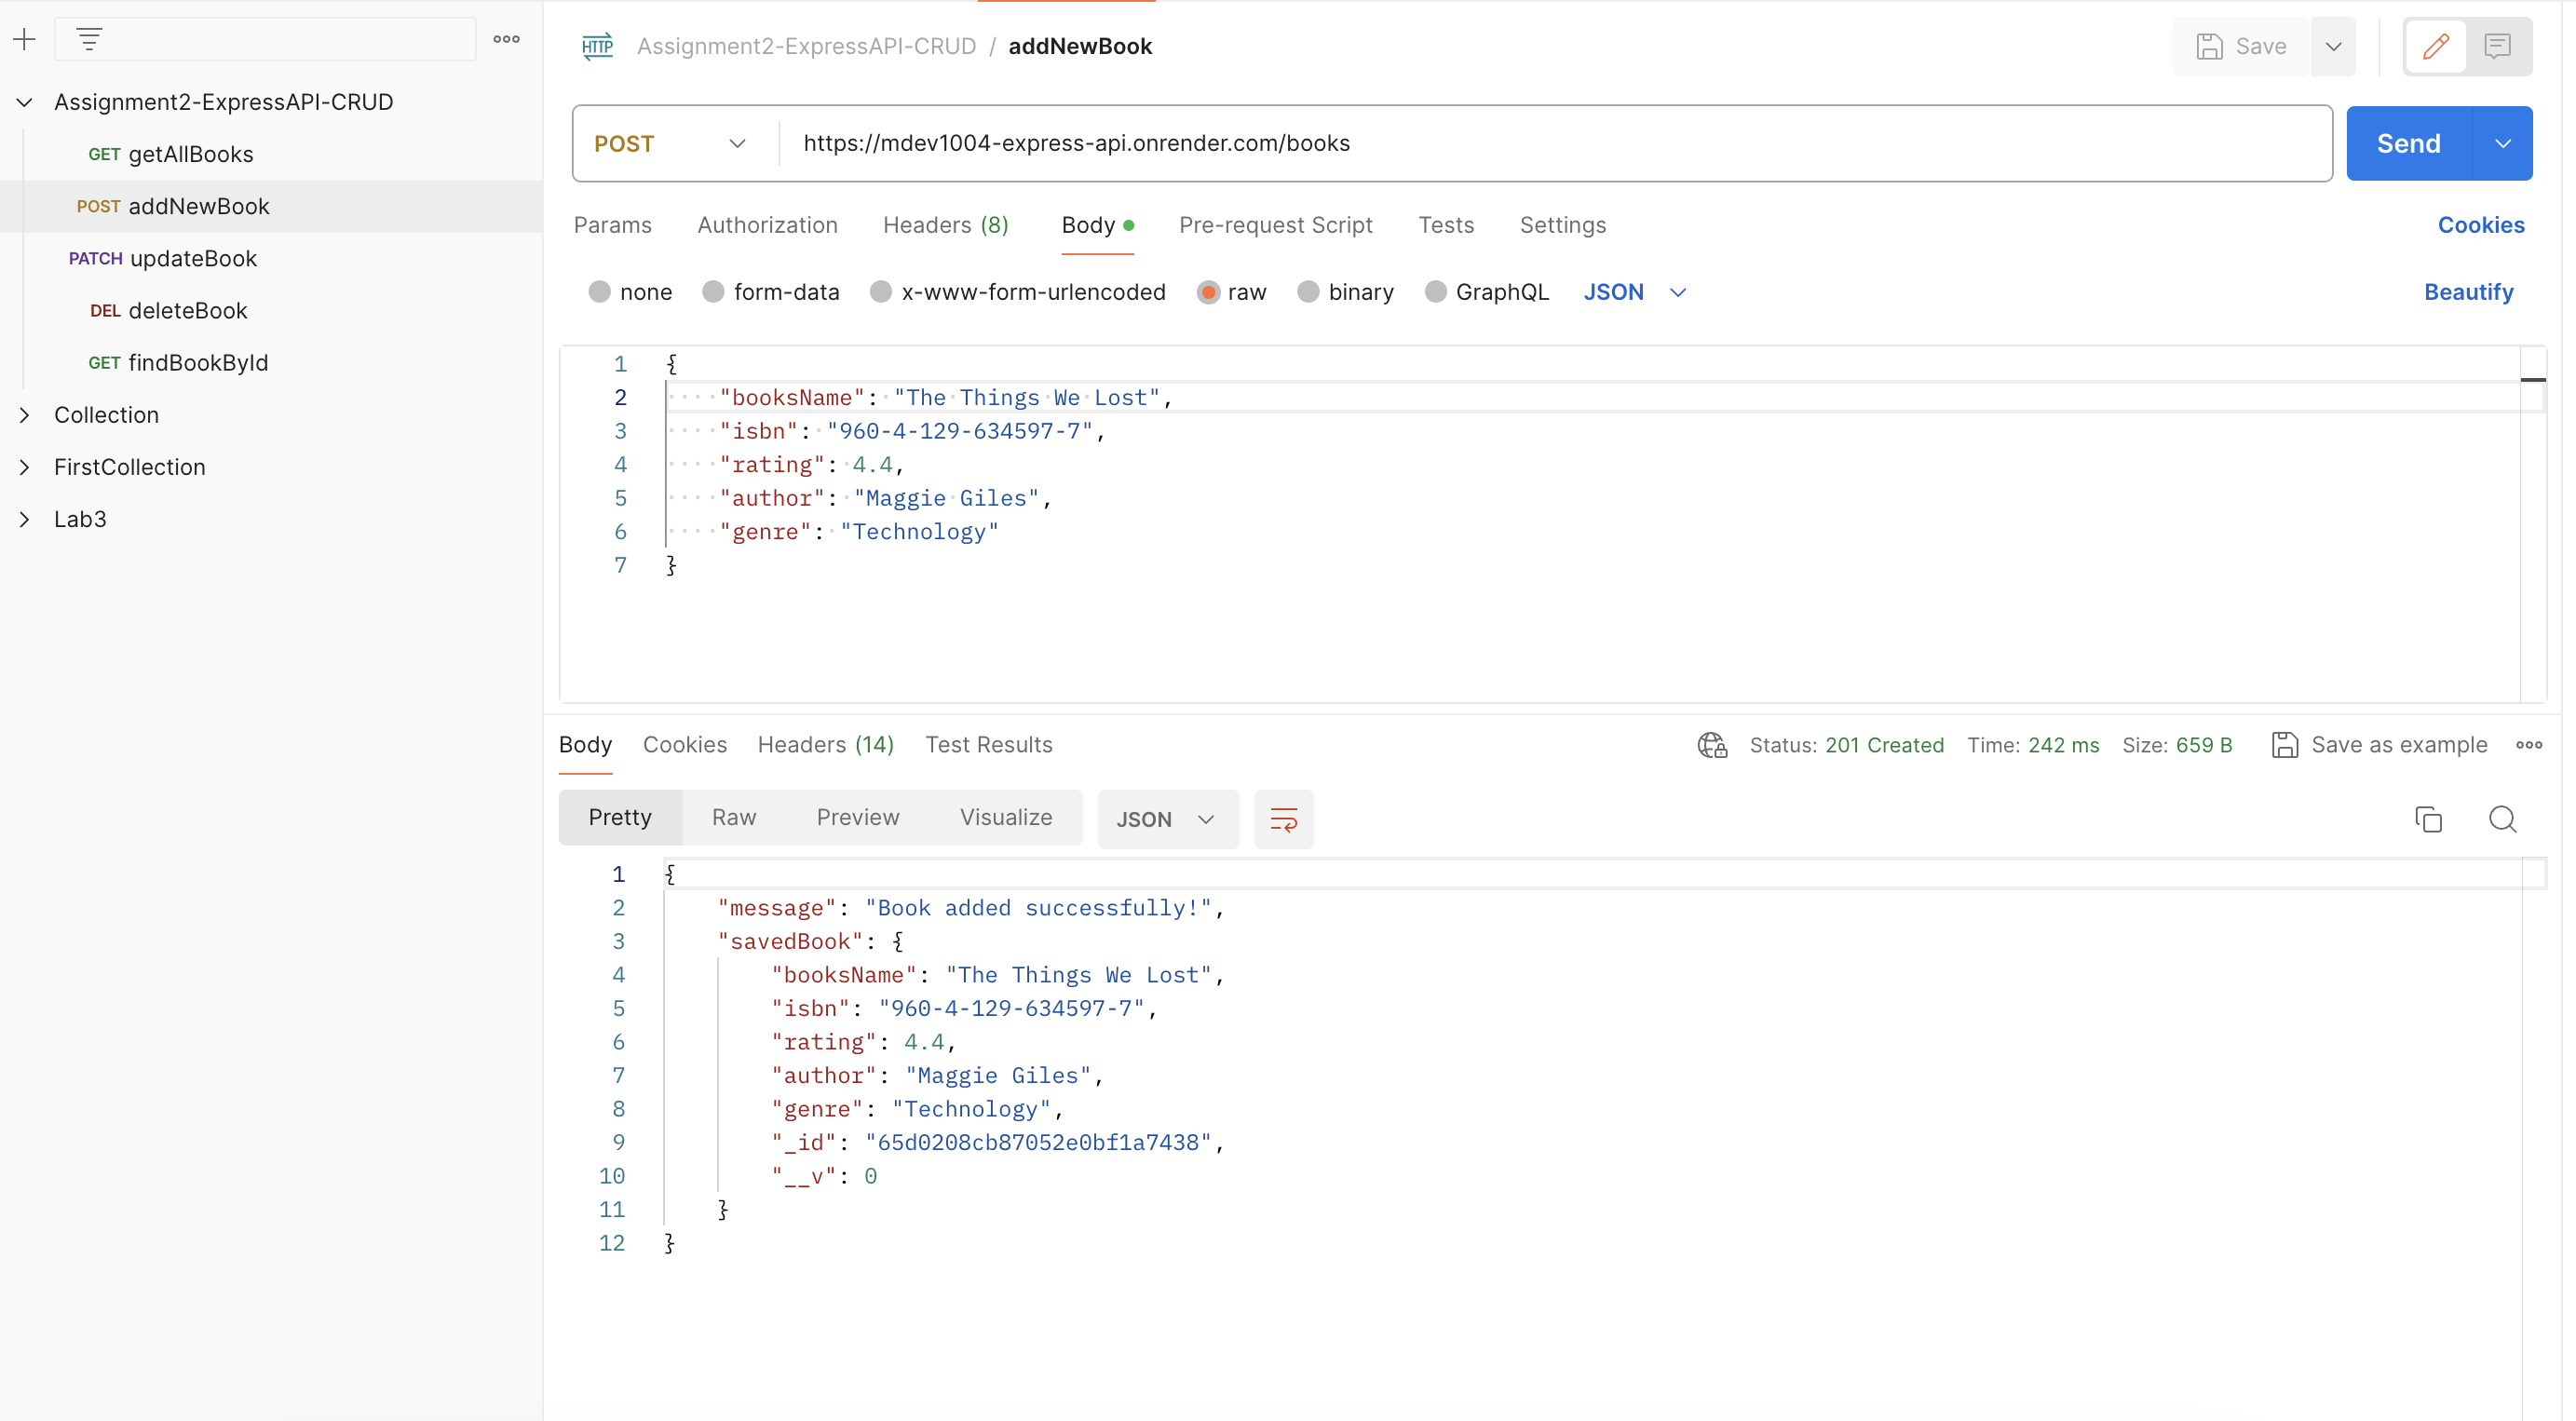 Assignment2-ExpressAPI-CRUD
GET getAllBooks
POST addNewBook
PATCH updateBook
DEL deleteBook
GET findBookById
Collection
FirstCollection
Lab3
HTTP Assignment2-ExpressAPI-CRUD / addNewBook Save
POST https://mdev1004-express-api.onrender.com/books Send
Params Authorization Headers (8) Body Pre-request Script Tests Settings Cookies
none form-data x-www-form-urlencoded raw binary GraphQL JSON Beautify
1 {
2 "booksName": "The Things We Lost",
3 "isbn": "960-4-129-634597-7",
4 "rating": 4.4,
5 "author": "Maggie Giles",
6 "genre": "Technology"
7 }
Body Cookies Headers (14) Test Results Status: 201 Created Time: 242 ms Size: 659 B Save as example
Pretty Raw Preview Visualize JSON
1 {
2 "message": "Book added successfully!",
3 "savedBook": {
4 "booksName": "The Things We Lost",
5 "isbn": "960-4-129-634597-7",
6 "rating": 4.4,
7 "author": "Maggie Giles",
8 "genre": "Technology",
9 "_id": "65d0208cb87052e0bf1a7438",
10 "__v": 0
11 }
12 }